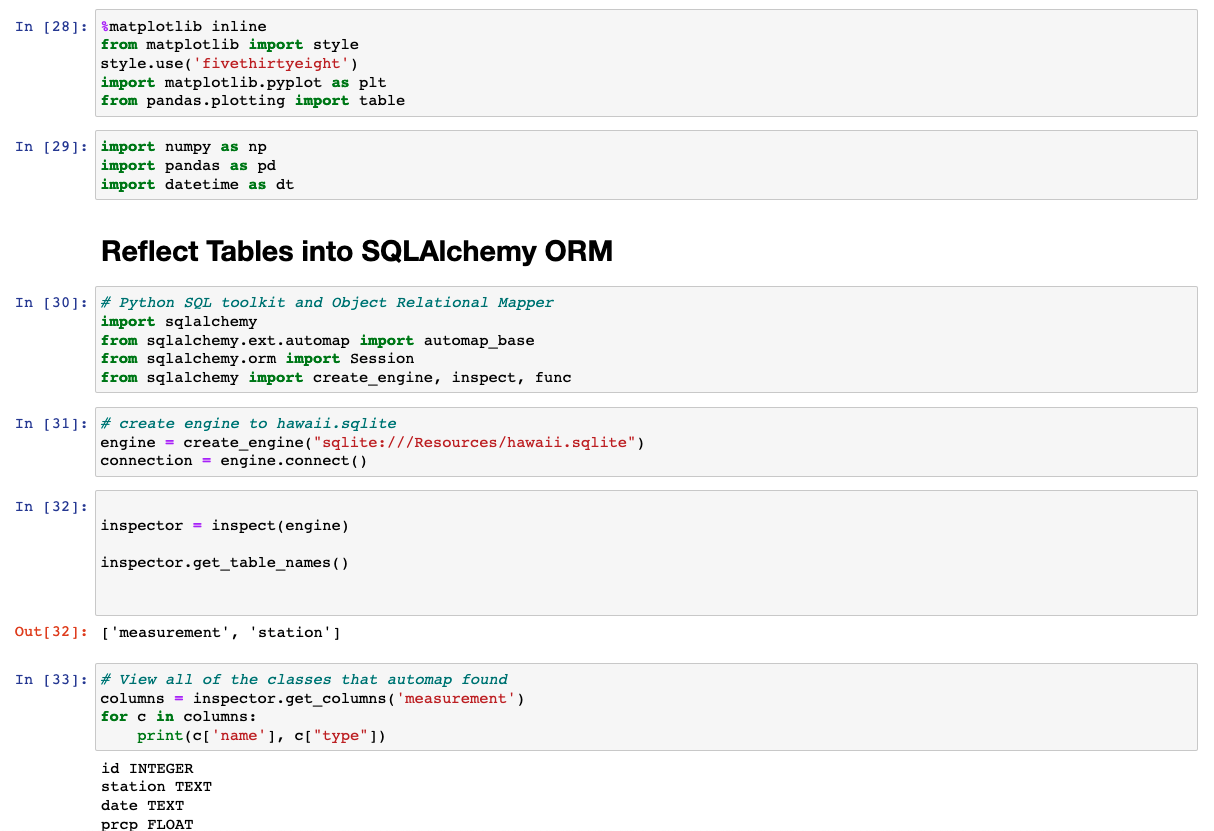 In [28]: %matplotlib inline
from matplotlib import style
style.use('fivethirtyeight')
import matplotlib.pyplot as plt
from pandas.plotting import table
In [29]: import numpy as np
import pandas as pd
import datetime as dt
Reflect Tables into SQLAlchemy ORM
In [30]: # Python SQL toolkit and Object Relational Mapper
import sqlalchemy
from sqlalchemy.ext.automap import automap_base
from sqlalchemy.orm import Session
from sqlalchemy import create_engine, inspect, func
In [31]: # create engine to hawaii.sqlite
engine = create_engine("sqlite:///Resources/hawaii.sqlite")
connection = engine.connect()
In [32]:
inspector = inspect(engine)
inspector.get_table_names()
Out[32]: ['measurement', 'station']
In [33]: # View all of the classes that automap found
columns = inspector.get_columns('measurement')
for c in columns:
    print(c['name'], c["type"])
id INTEGER
station TEXT
date TEXT
prcp FLOAT